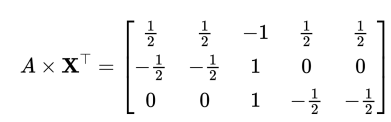 A × X⊤ = [ 1/2 1/2 −1 1/2 1/2
−1/2 −1/2 1 0 0
0 0 1 −1/2 −1/2 ]